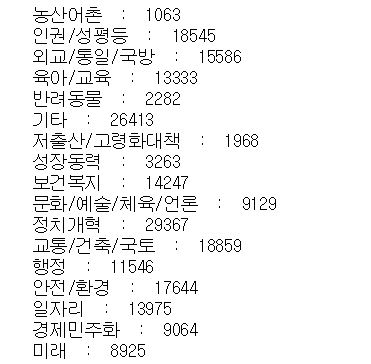 농산어촌 : 1063
인권/성평등 : 18545
외교/통일/국방 : 15586
육아/교육 : 13333
반려동물 : 2282
기타 : 26413
저출산/고령화대책 : 1968
성장동력 : 3263
보건복지 : 14247
문화/예술/체육/언론 : 9129
정치개혁 : 29367
교통/건축/국토 : 18859
행정 : 11546
안전/환경 : 17644
일자리 : 13975
경제민주화 : 9064
미래 : 8925